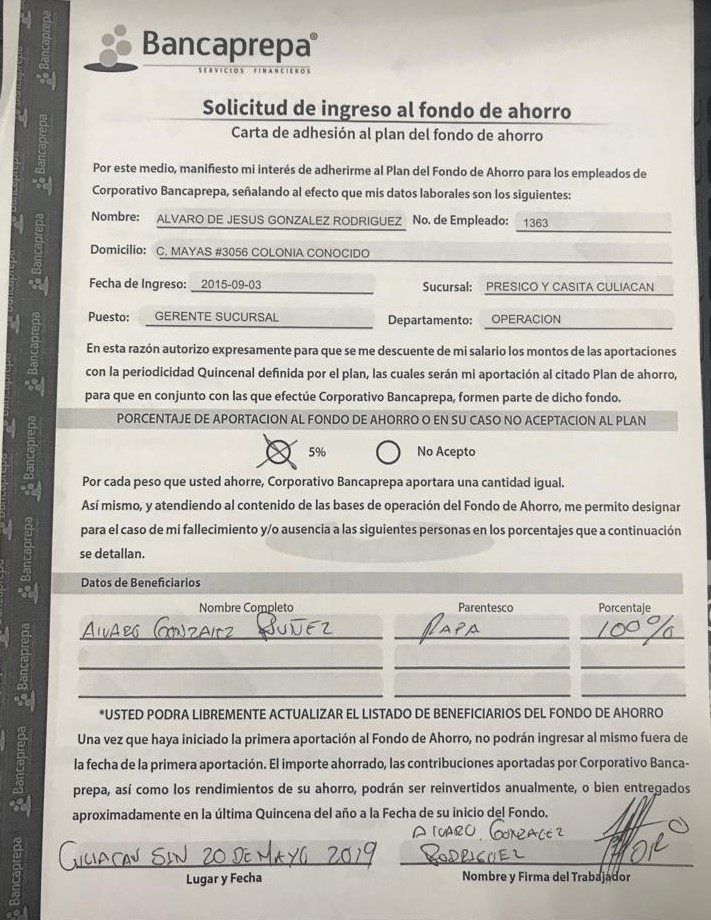 Bancaprepa®
SERVICIOS FINANCIEROS
Solicitud de ingreso al fondo de ahorro
Carta de adhesión al plan del fondo de ahorro
Por este medio, manifiesto mi interés de adherirme al Plan del Fondo de Ahorro para los empleados de
Corporativo Bancaprepa, señalando al efecto que mis datos laborales son los siguientes:
Nombre: ALVARO DE JESUS GONZALEZ RODRIGUEZ No. de Empleado: 1363
Domicilio: C. MAYAS #3056 COLONIA CONOCIDO
Fecha de Ingreso: 2015-09-03 Sucursal: PRESICO Y CASITA CULIACAN
Puesto: GERENTE SUCURSAL Departamento: OPERACION
En esta razón autorizo expresamente para que se me descuente de mi salario los montos de las aportaciones
con la periodicidad Quincenal definida por el plan, las cuales serán mi aportación al citado Plan de ahorro,
para que en conjunto con las que efectúe Corporativo Bancaprepa, formen parte de dicho fondo.
PORCENTAJE DE APORTACION AL FONDO DE AHORRO O EN SU CASO NO ACEPTACION AL PLAN
5% No Acepto
Por cada peso que usted ahorre, Corporativo Bancaprepa aportara una cantidad igual.
Así mismo, y atendiendo al contenido de las bases de operación del Fondo de Ahorro, me permito designar
para el caso de mi fallecimiento y/o ausencia a las siguientes personas en los porcentajes que a continuación
se detallan.
Datos de Beneficiarios
Nombre Completo Parentesco Porcentaje
ALVARO GONZALEZ NUÑEZ PAPA 100%
*USTED PODRA LIBREMENTE ACTUALIZAR EL LISTADO DE BENEFICIARIOS DEL FONDO DE AHORRO
Una vez que haya iniciado la primera aportación al Fondo de Ahorro, no podrán ingresar al mismo fuera de
la fecha de la primera aportación. El importe ahorrado, las contribuciones aportadas por Corporativo Banca-
prepa, así como los rendimientos de su ahorro, podrán ser reinvertidos anualmente, o bien entregados
aproximadamente en la última Quincena del año a la Fecha de su inicio del Fondo.
ALVARO GONZALEZ
CULIACAN SIN 20 DE MAYO 2019 RODRIGUEZ
Lugar y Fecha Nombre y Firma del Trabajador